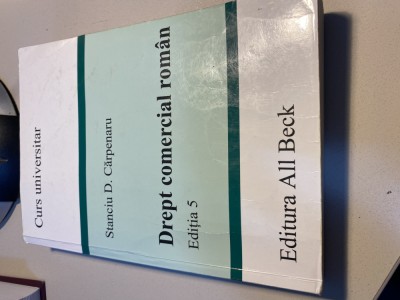 Curs universitar
Stanciu D. Cărpenaru
Drept comercial român
Ediția 5
Editura All Beck